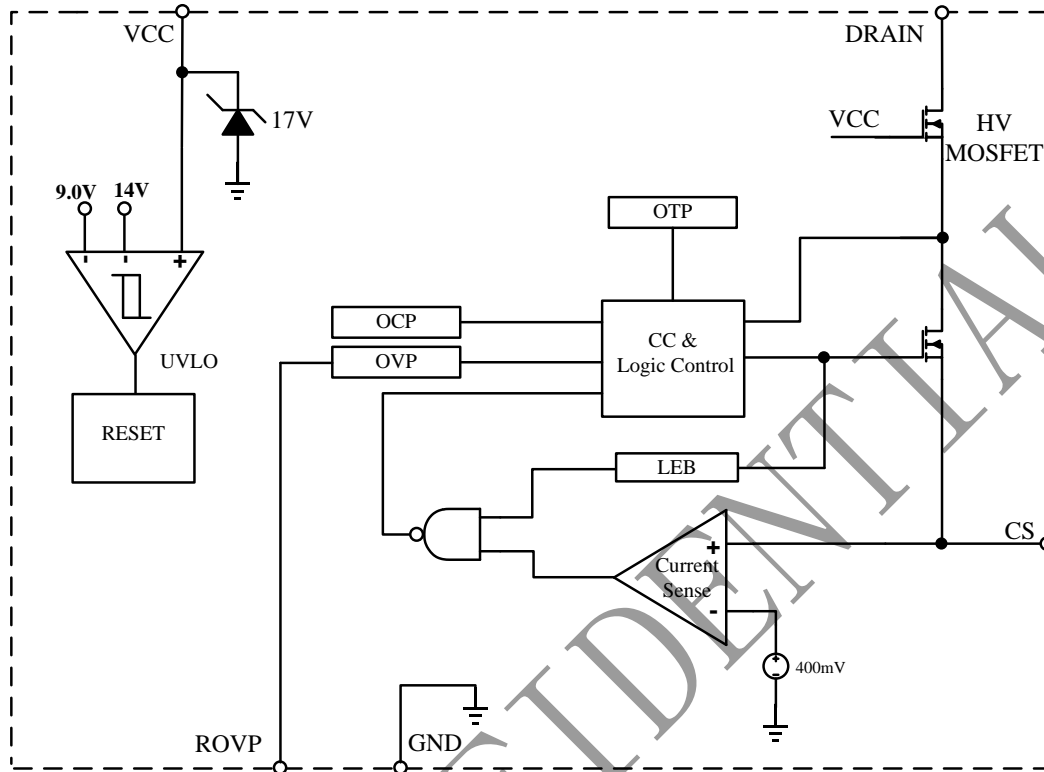 VCC
DRAIN
17V
VCC
HV
MOSFET
9.0V
14V
- - +
OTP
OCP
OVP
CC &
Logic Control
UVLO
RESET
LEB
+
Current
Sense
-
CS
+
-
400mV
ROVP
GND
IDENTIAL